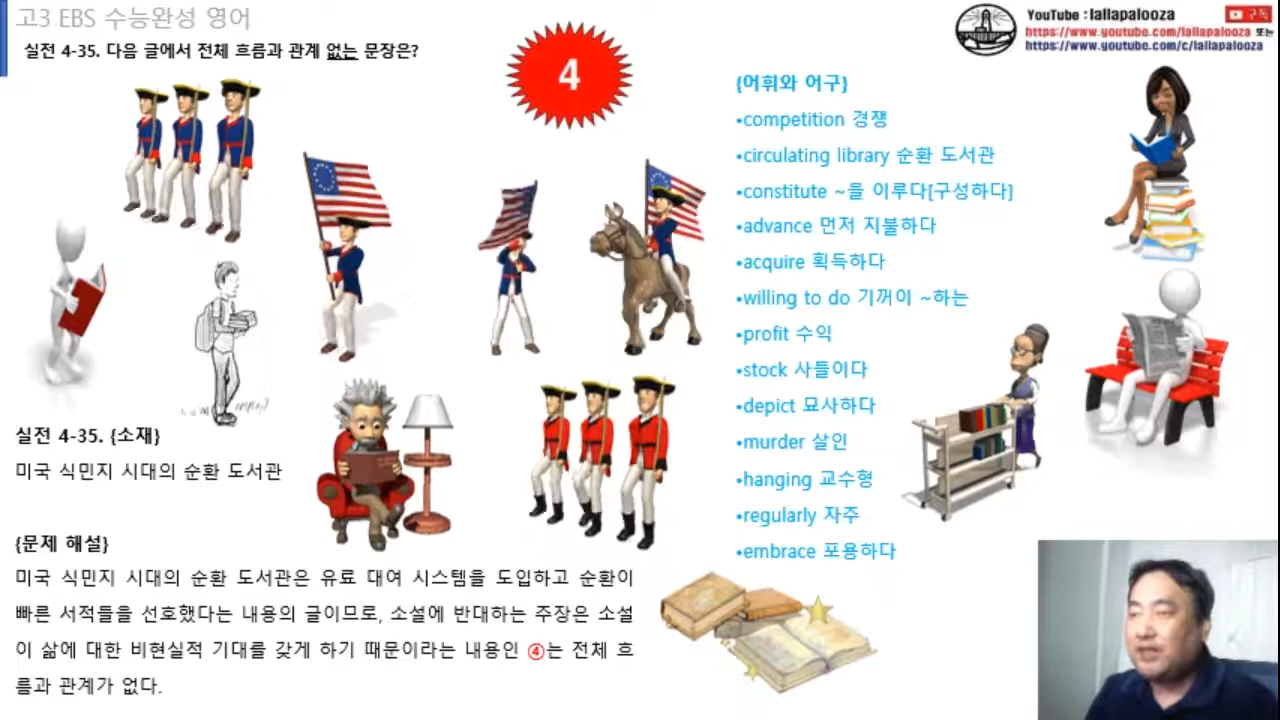 고3 EBS 수능완성 영어
실전 4-35. 다음 글에서 전체 흐름과 관계 없는 문장은?
4
YouTube : lallapalooza
구독
https://www.youtube.com/lallapalooza 또는
https://www.youtube.com/c/lallapalooza
{어휘와 어구}
•competition 경쟁
•circulating library 순환 도서관
•constitute ~을 이루다[구성하다]
•advance 먼저 지불하다
•acquire 획득하다
•willing to do 기꺼이 ~하는
•profit 수익
•stock 사들이다
•depict 묘사하다
•murder 살인
•hanging 교수형
•regularly 자주
•embrace 포용하다
실전 4-35. {소재}
미국 식민지 시대의 순환 도서관
{문제 해설}
미국 식민지 시대의 순환 도서관은 유료 대여 시스템을 도입하고 순환이
빠른 서적들을 선호했다는 내용의 글이므로, 소설에 반대하는 주장은 소설
이 삶에 대한 비현실적 기대를 갖게 하기 때문이라는 내용인 ④는 전체 흐
름과 관계가 없다.